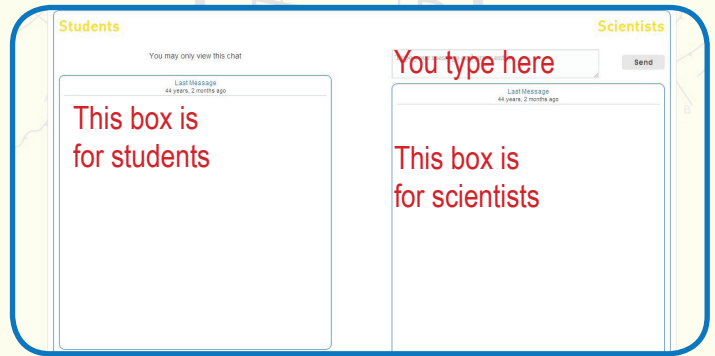 Students
Scientists
You may only view this chat
You type here
Send
Last Message
44 years, 2 months ago
Last Message
44 years, 2 months ago
This box is
for students
This box is
for scientists